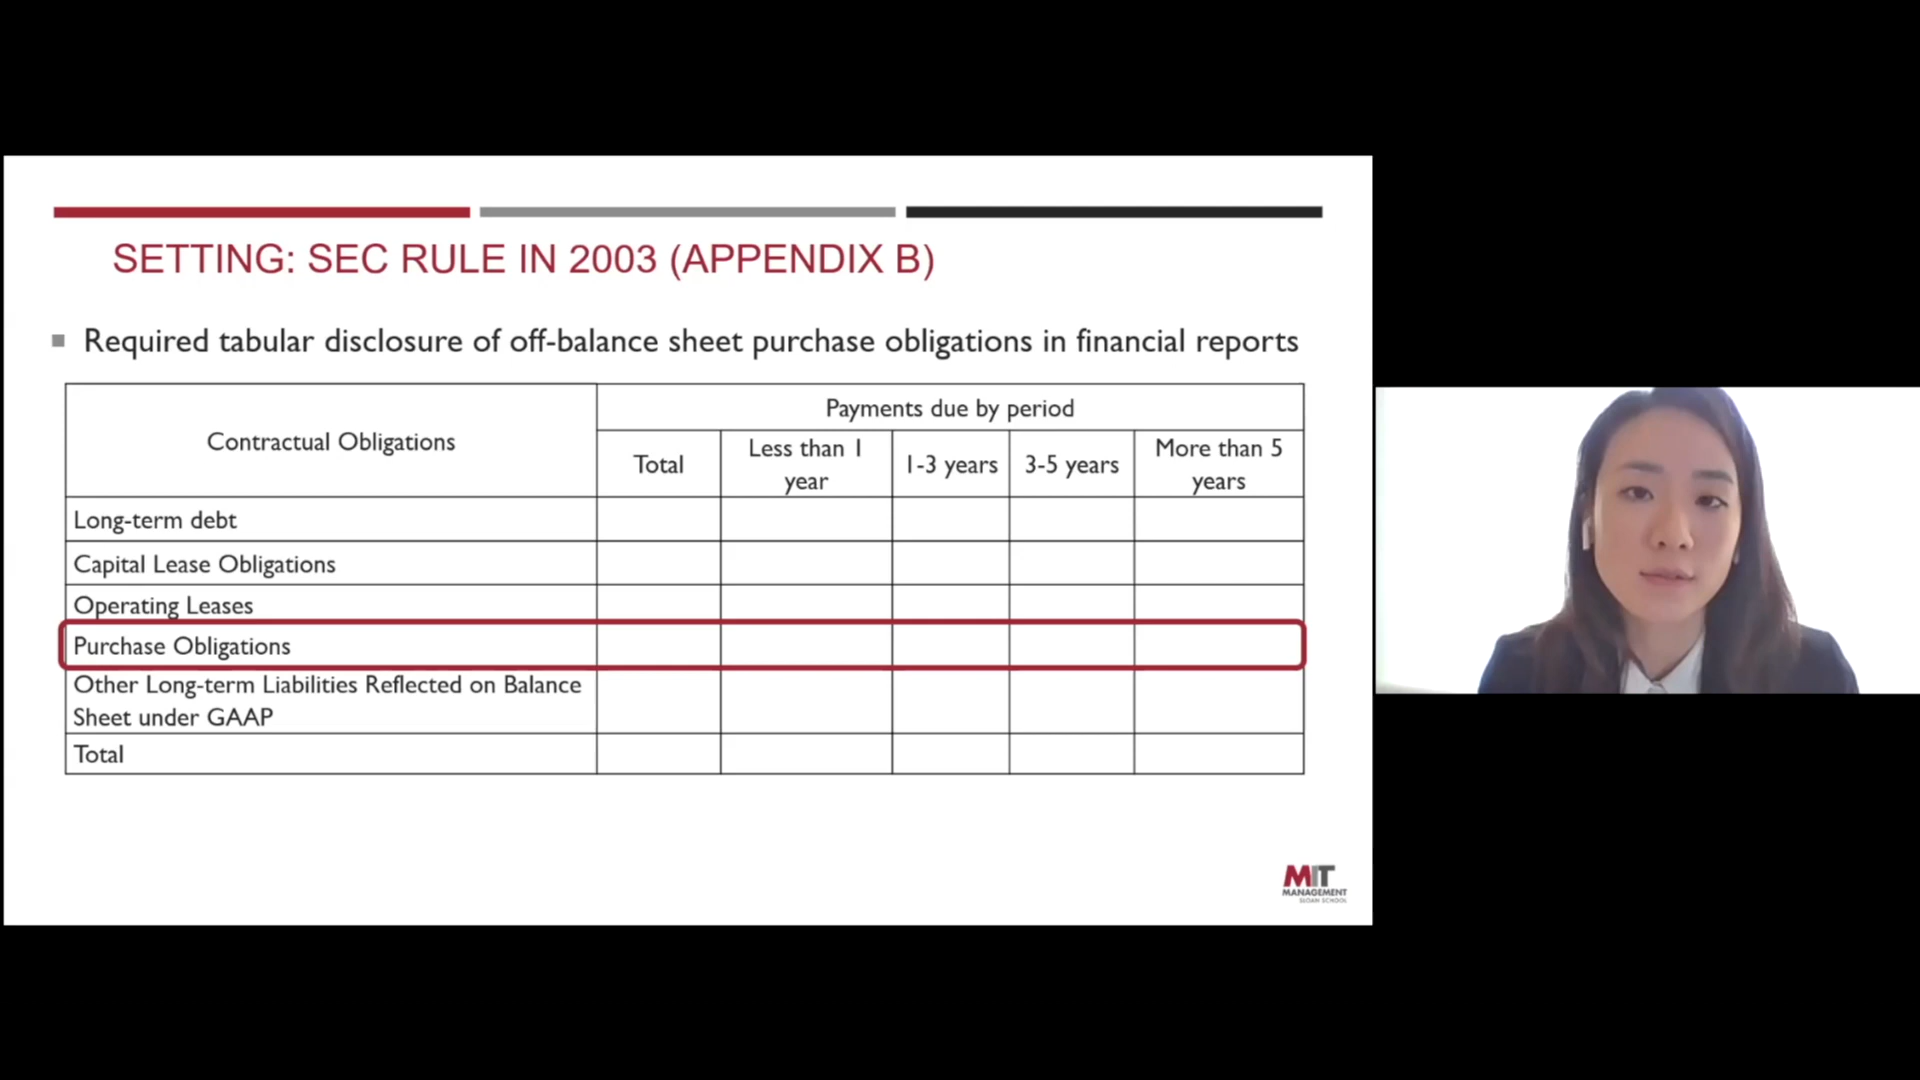 SETTING: SEC RULE IN 2003 (APPENDIX B)
Required tabular disclosure of off-balance sheet purchase obligations in financial reports
Contractual Obligations
Payments due by period
Total
Less than 1
year
1-3 years
3-5 years
More than 5
years
Long-term debt
Capital Lease Obligations
Operating Leases
Purchase Obligations
Other Long-term Liabilities Reflected on Balance
Sheet under GAAP
Total
MIT
MANAGEMENT
SLOAN SCHOOL